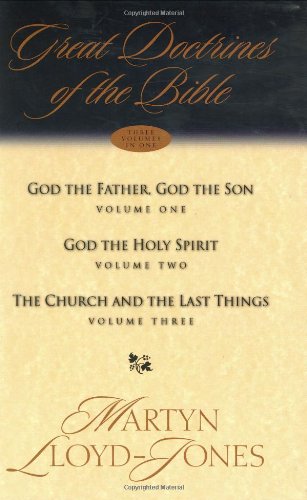 Great Doctrines
of the Bible
THREE
VOLUMES
IN ONE
GOD THE FATHER, GOD THE SON
VOLUME ONE
GOD THE HOLY SPIRIT
VOLUME TWO
THE CHURCH AND THE LAST THINGS
VOLUME THREE
MARTYN
LLOYD-JONES